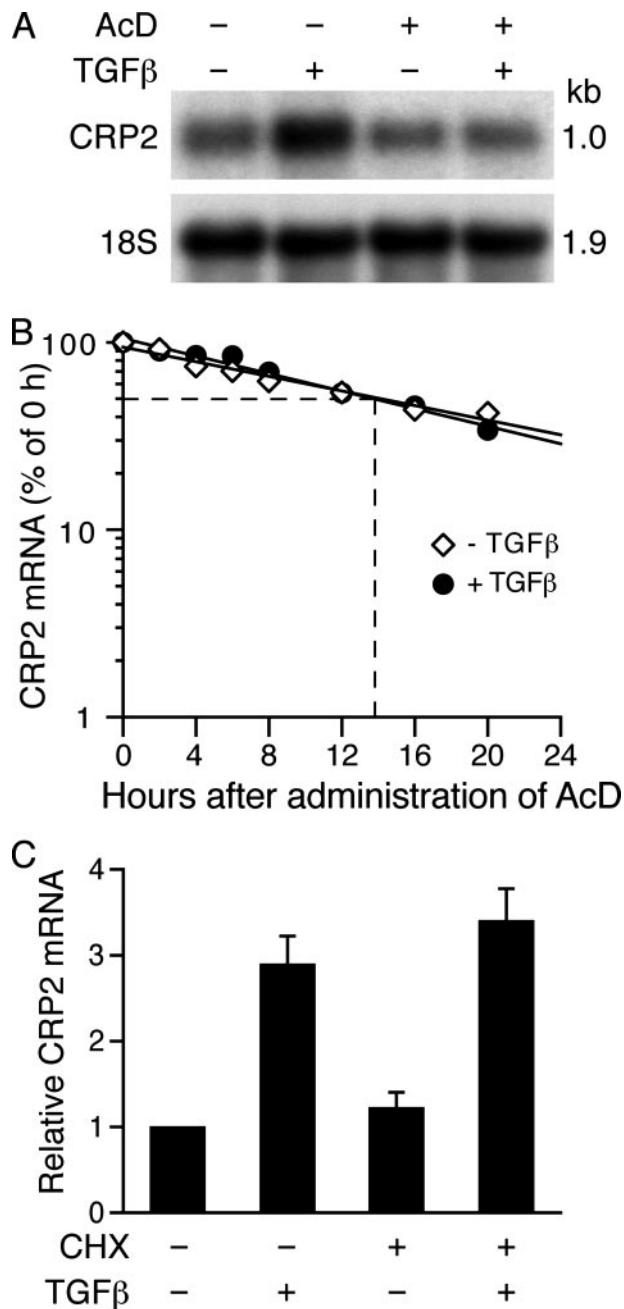 A
AcD – – + +
TGFβ – + – +
kb
CRP2 1.0
18S 1.9
B
100
10
1
CRP2 mRNA (% of 0 h)
- TGFβ
+ TGFβ
0 4 8 12 16 20 24
Hours after administration of AcD
C
4
3
2
1
0
Relative CRP2 mRNA
CHX – – + +
TGFβ – + – +